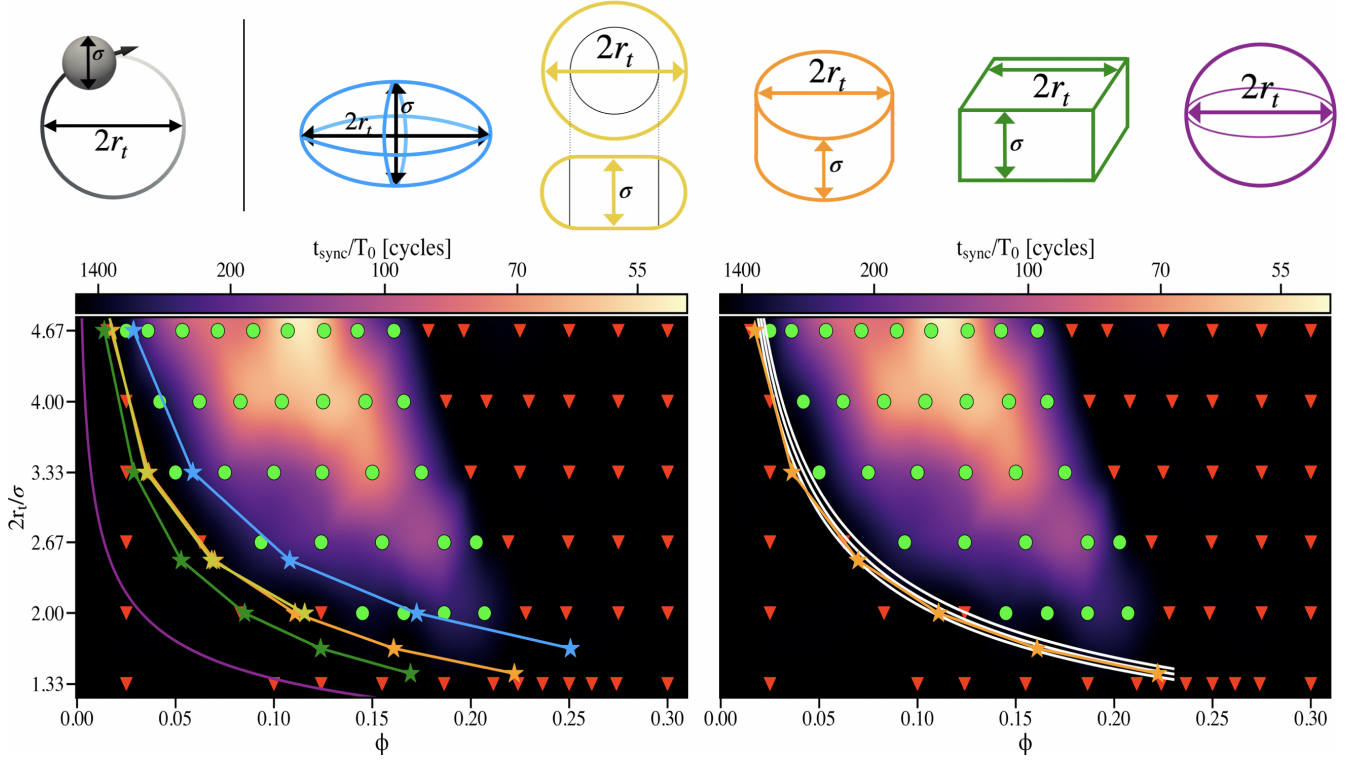 σ
2r_t
σ
2r_t
2r_t
σ
2r_t
σ
2r_t
σ
2r_t
t_sync/T_0 [cycles]
1400 200 100 70 55
t_sync/T_0 [cycles]
1400 200 100 70 55
2r_t/σ
4.67
4.00
3.33
2.67
2.00
1.33
0.00 0.05 0.10 0.15 0.20 0.25 0.30
ϕ
0.00 0.05 0.10 0.15 0.20 0.25 0.30
ϕ